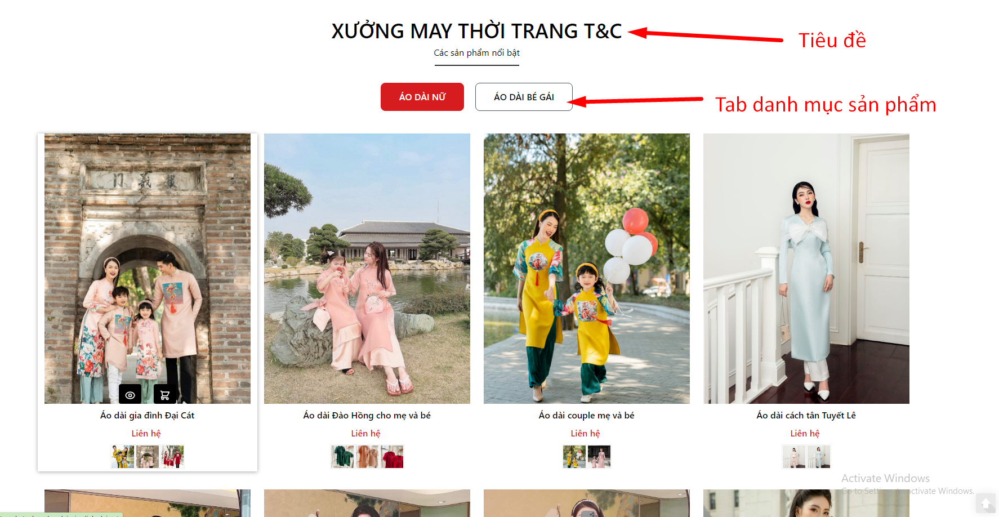 XƯỞNG MAY THỜI TRANG T&C
Tiêu đề
Các sản phẩm nổi bật
ÁO DÀI NỮ
ÁO DÀI BÉ GÁI
Tab danh mục sản phẩm
Áo dài gia đình Đại Cát
Áo dài Đào Hồng cho mẹ và bé
Áo dài couple mẹ và bé
Áo dài cách tân Tuyết Lê
Liên hệ
Liên hệ
Liên hệ
Liên hệ
Activate Windows
Go to activate Windows.